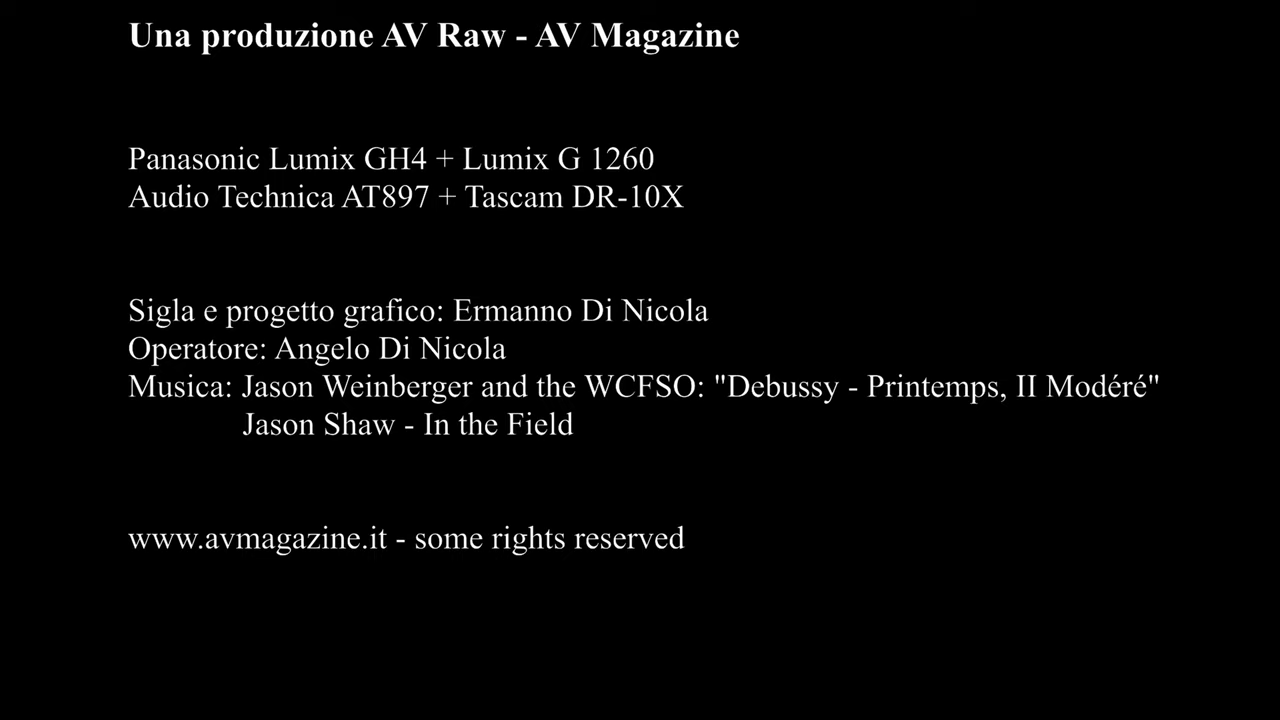 Una produzione AV Raw - AV Magazine
Panasonic Lumix GH4 + Lumix G 1260
Audio Technica AT897 + Tascam DR-10X
Sigla e progetto grafico: Ermanno Di Nicola
Operatore: Angelo Di Nicola
Musica: Jason Weinberger and the WCFSO: "Debussy - Printemps, II Modéré"
Jason Shaw - In the Field
www.avmagazine.it - some rights reserved